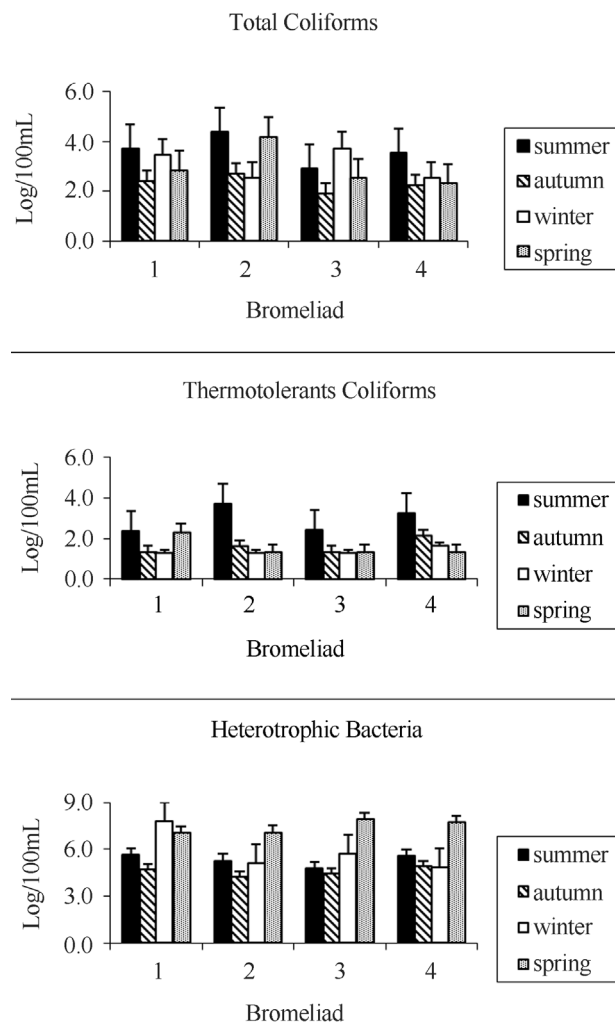 Total Coliforms
Log/100mL
6.0
4.0
2.0
0.0
1 2 3 4
Bromeliad
summer
autumn
winter
spring
Thermotolerants Coliforms
Log/100mL
6.0
4.0
2.0
0.0
1 2 3 4
Bromeliad
summer
autumn
winter
spring
Heterotrophic Bacteria
Log/100mL
9.0
6.0
3.0
0.0
1 2 3 4
Bromeliad
summer
autumn
winter
spring